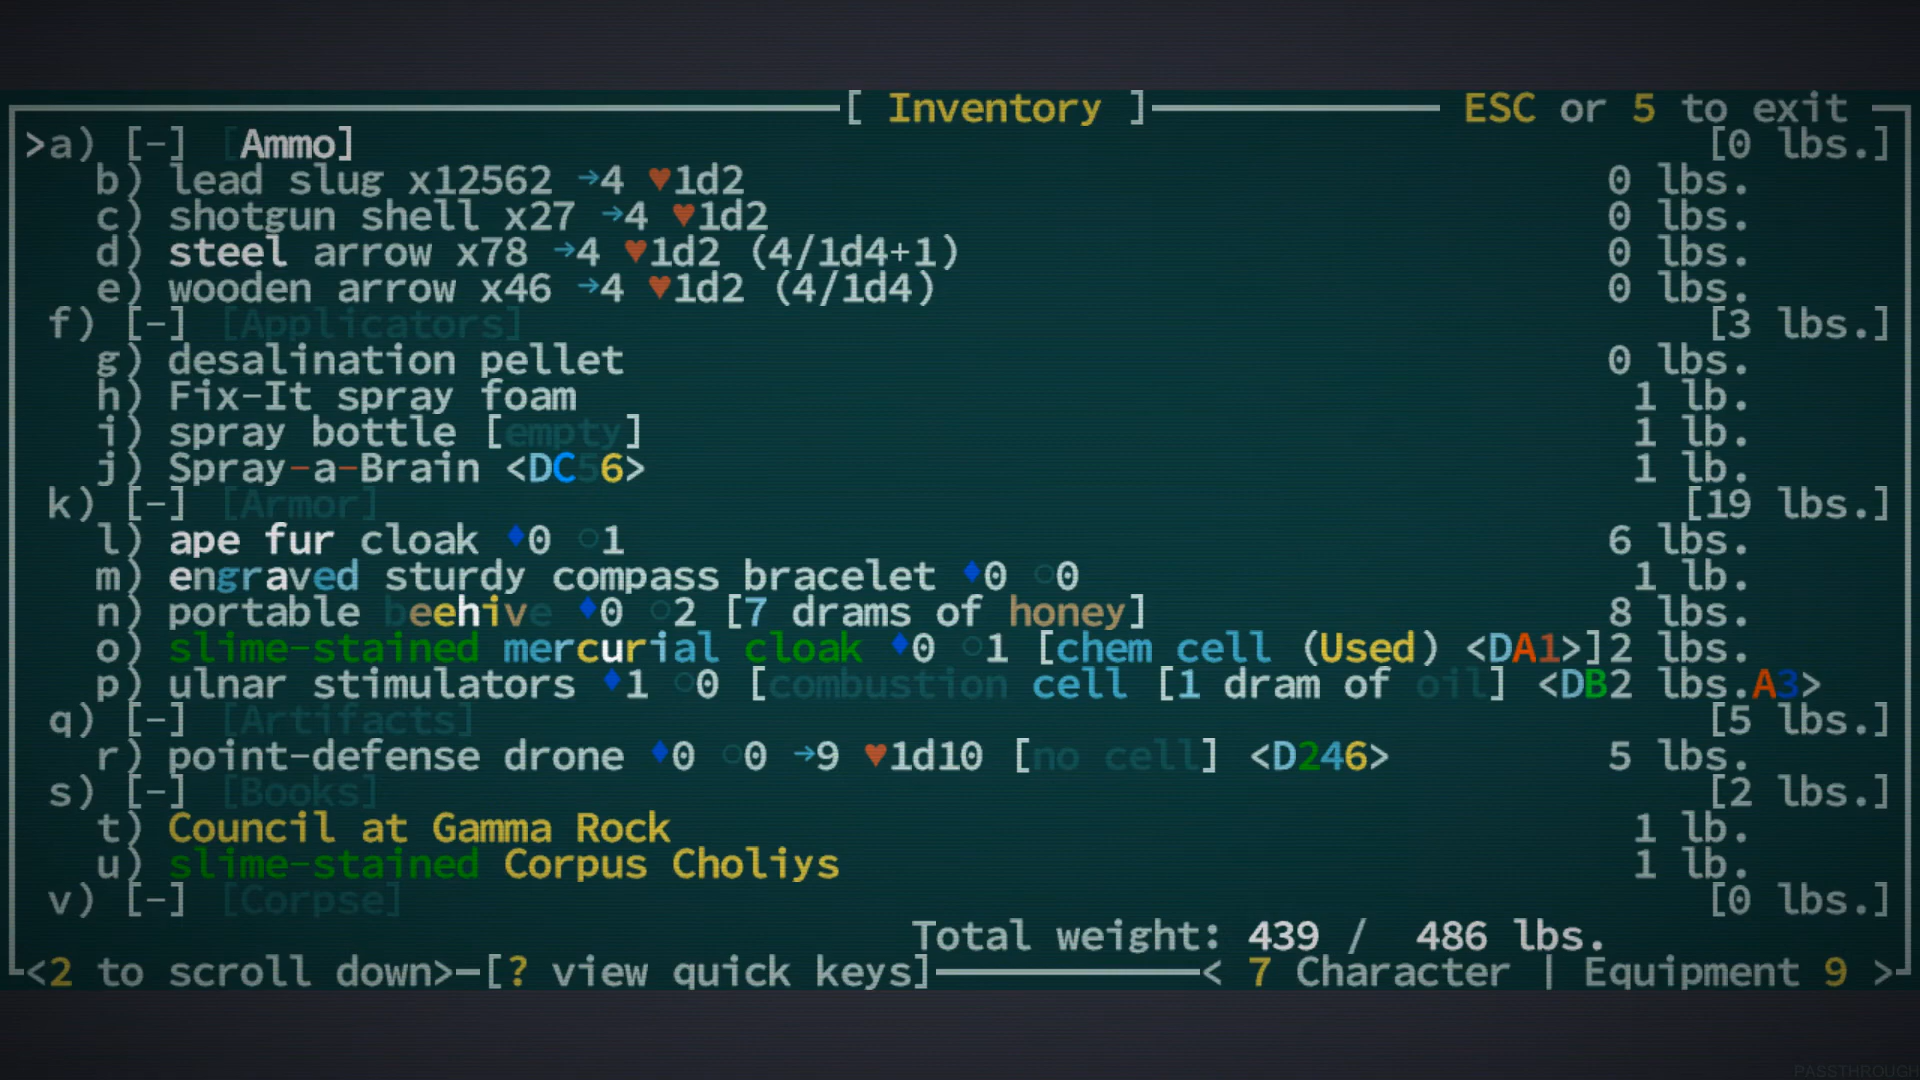 [ Inventory ] ESC or 5 to exit
>a) [-] [Ammo] [0 lbs.]
b) lead slug x12562 →4 ♥1d2 0 lbs.
c) shotgun shell x27 →4 ♥1d2 0 lbs.
d) steel arrow x78 →4 ♥1d2 (4/1d4+1) 0 lbs.
e) wooden arrow x46 →4 ♥1d2 (4/1d4) 0 lbs.
f) [-] [Applicators] [3 lbs.]
g) desalination pellet 0 lbs.
h) Fix-It spray foam 1 lb.
i) spray bottle [empty] 1 lb.
j) Spray-a-Brain <DC56> 1 lb.
k) [-] [Armor] [19 lbs.]
l) ape fur cloak ♦0 ○1 6 lbs.
m) engraved sturdy compass bracelet ♦0 ○0 1 lb.
n) portable beehive ♦0 ○2 [7 drams of honey] 8 lbs.
o) slime-stained mercurial cloak ♦0 ○1 [chem cell (Used) <DA1>]2 lbs.
p) ulnar stimulators ♦1 ○0 [combustion cell [1 dram of oil] <DB2 lbs.A3>
q) [-] [Artifacts] [5 lbs.]
r) point-defense drone ♦0 ○0 →9 ♥1d10 [no cell] <D246> 5 lbs.
s) [-] [Books] [2 lbs.]
t) Council at Gamma Rock 1 lb.
u) slime-stained Corpus Choliys 1 lb.
v) [-] [Corpse] [0 lbs.]
Total weight: 439 / 486 lbs.
<2 to scroll down> [? view quick keys] < 7 Character | Equipment 9 >
PASSTHROUGH